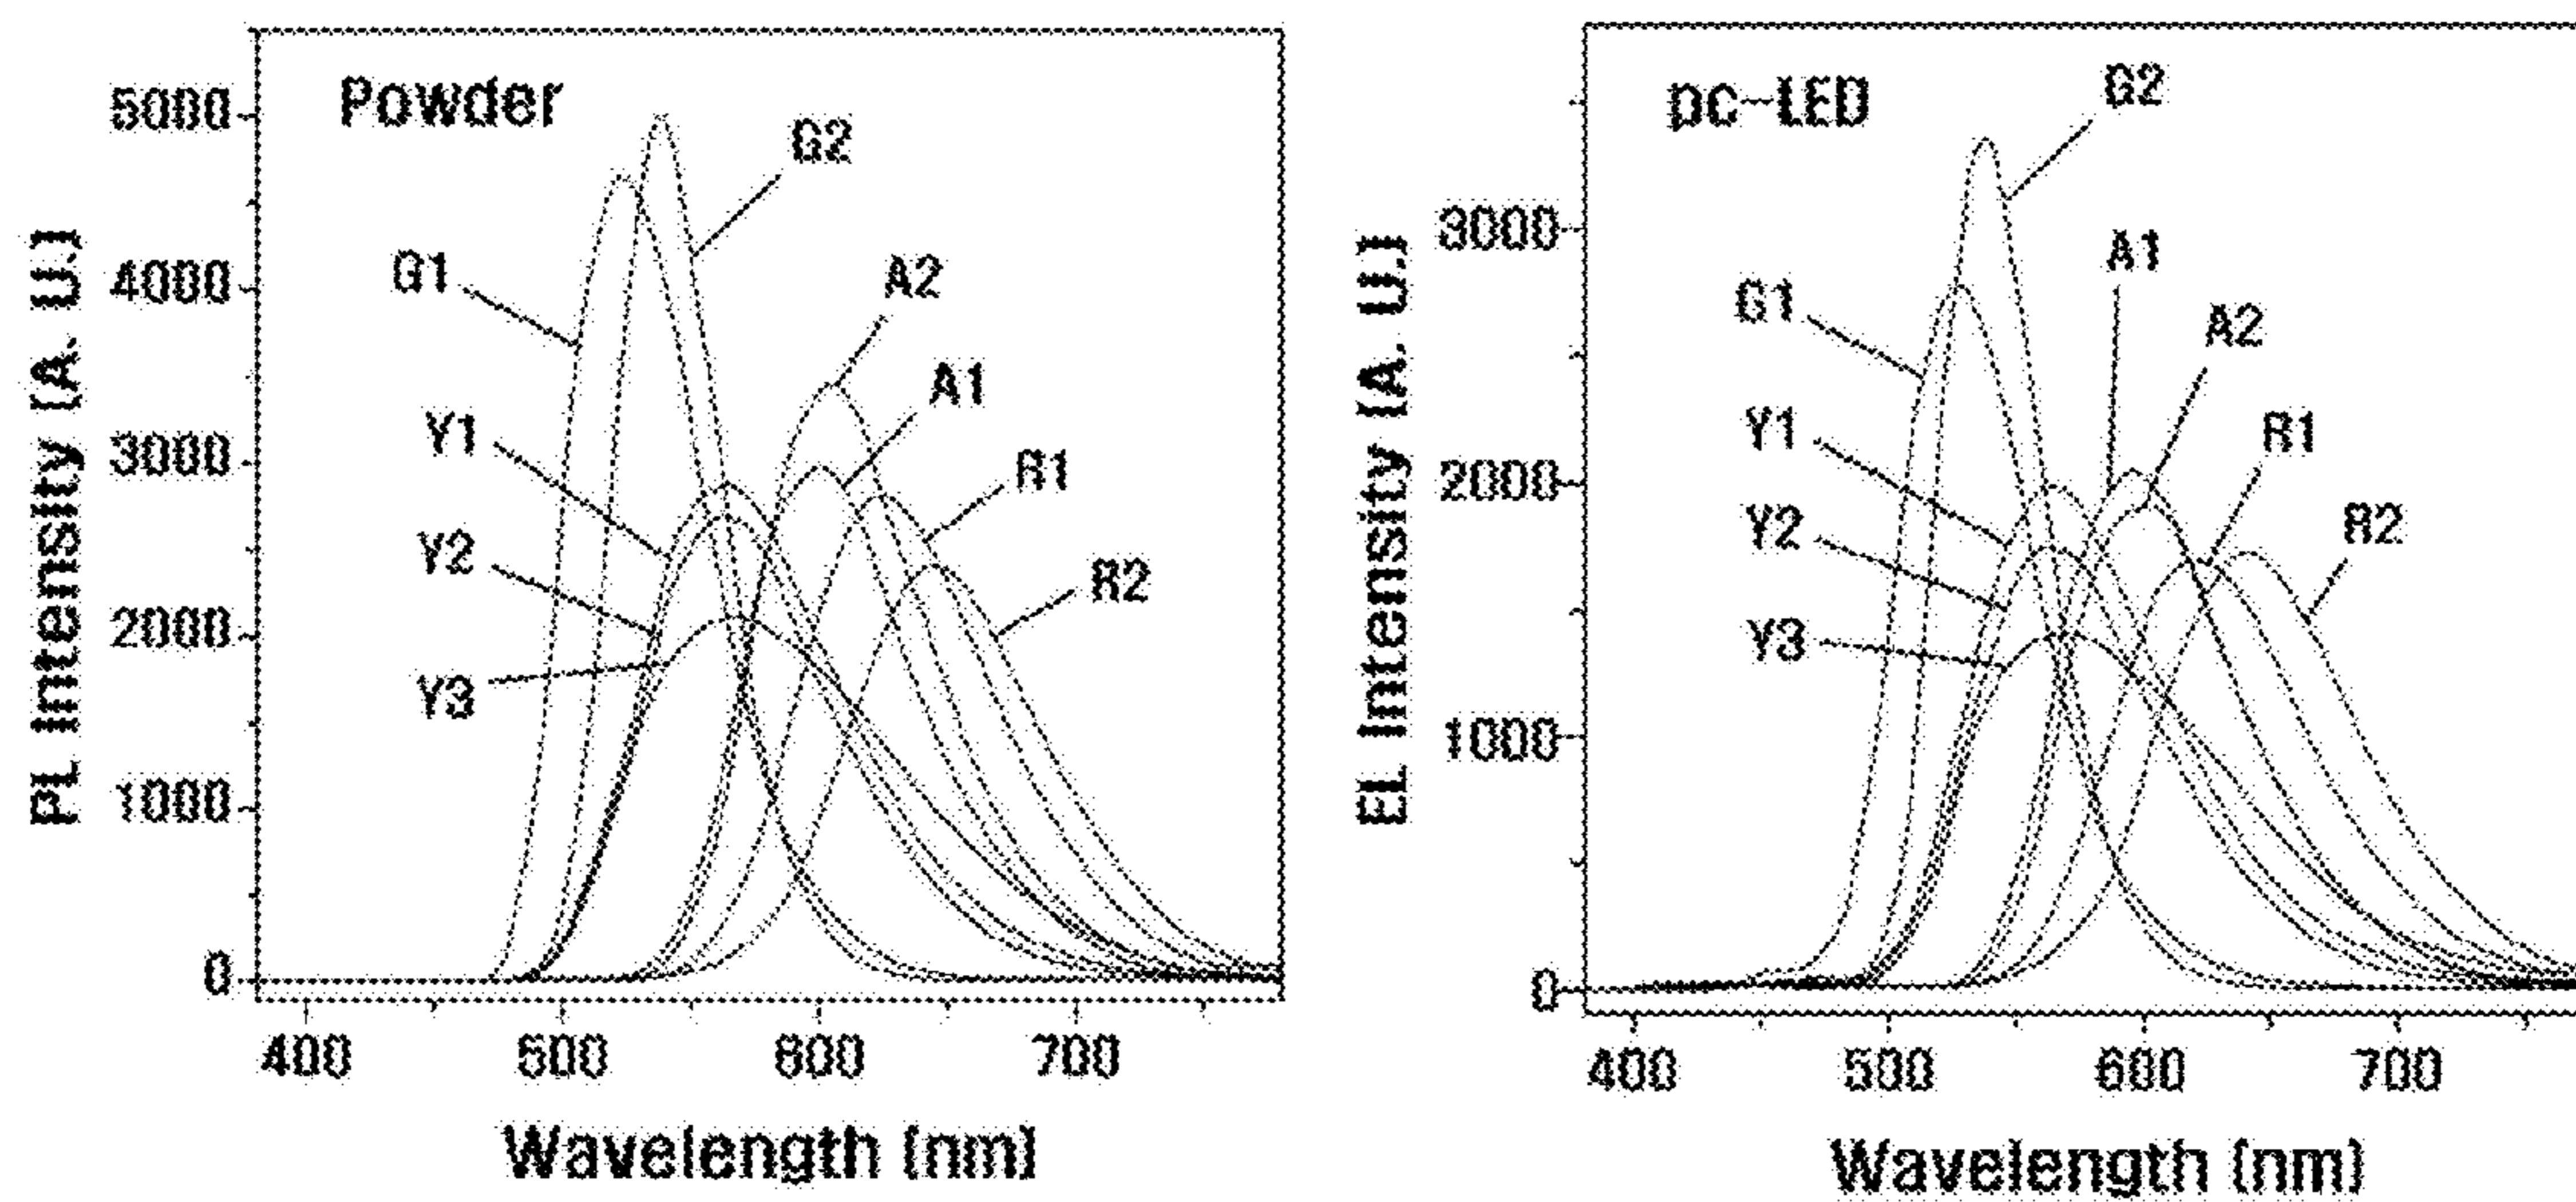 Powder
PL Intensity [A. U.]
5000
4000
3000
2000
1000
0
G1
G2
A2
A1
Y1
R1
Y2
R2
Y3
400 500 600 700
Wavelength [nm]
pc-LED
EL Intensity [A. U.]
3000
2000
1000
0
G2
A1
G1
A2
Y1
R1
Y2
R2
Y3
400 500 600 700
Wavelength [nm]